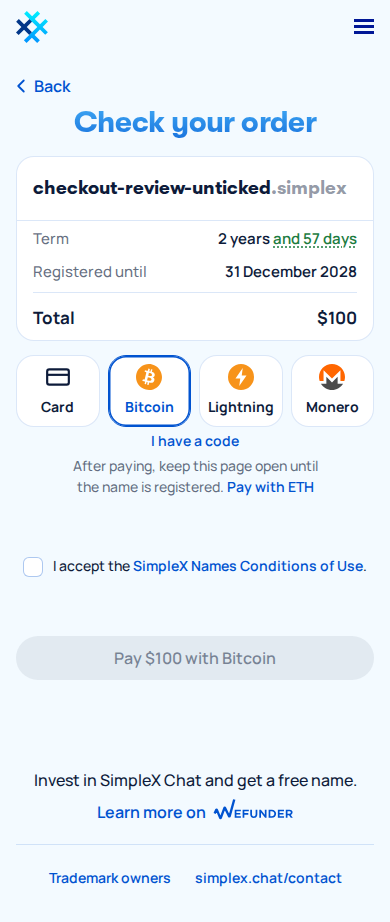 Back
Check your order
checkout-review-unticked.simplex
Term 2 years and 57 days
Registered until 31 December 2028
Total $100
Card Bitcoin Lightning Monero
I have a code
After paying, keep this page open until
the name is registered. Pay with ETH
I accept the SimpleX Names Conditions of Use.
Pay $100 with Bitcoin
Invest in SimpleX Chat and get a free name.
Learn more on WEFUNDER
Trademark owners simplex.chat/contact